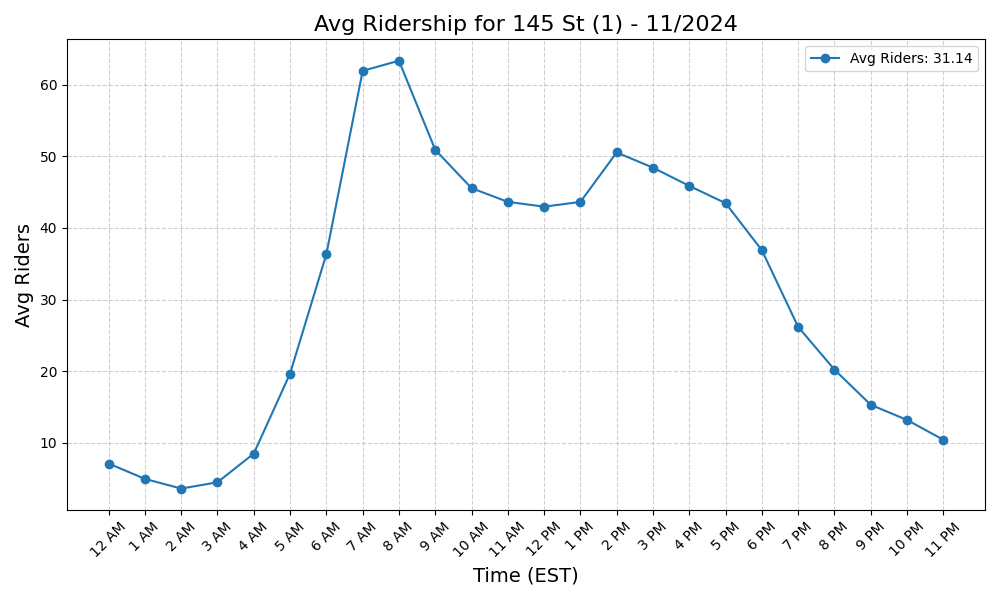 Avg Ridership for 145 St (1) - 11/2024
Avg Riders: 31.14
Avg Riders
60
50
40
30
20
10
12 AM
1 AM
2 AM
3 AM
4 AM
5 AM
6 AM
7 AM
8 AM
9 AM
10 AM
11 AM
12 PM
1 PM
2 PM
3 PM
4 PM
5 PM
6 PM
7 PM
8 PM
9 PM
10 PM
11 PM
Time (EST)